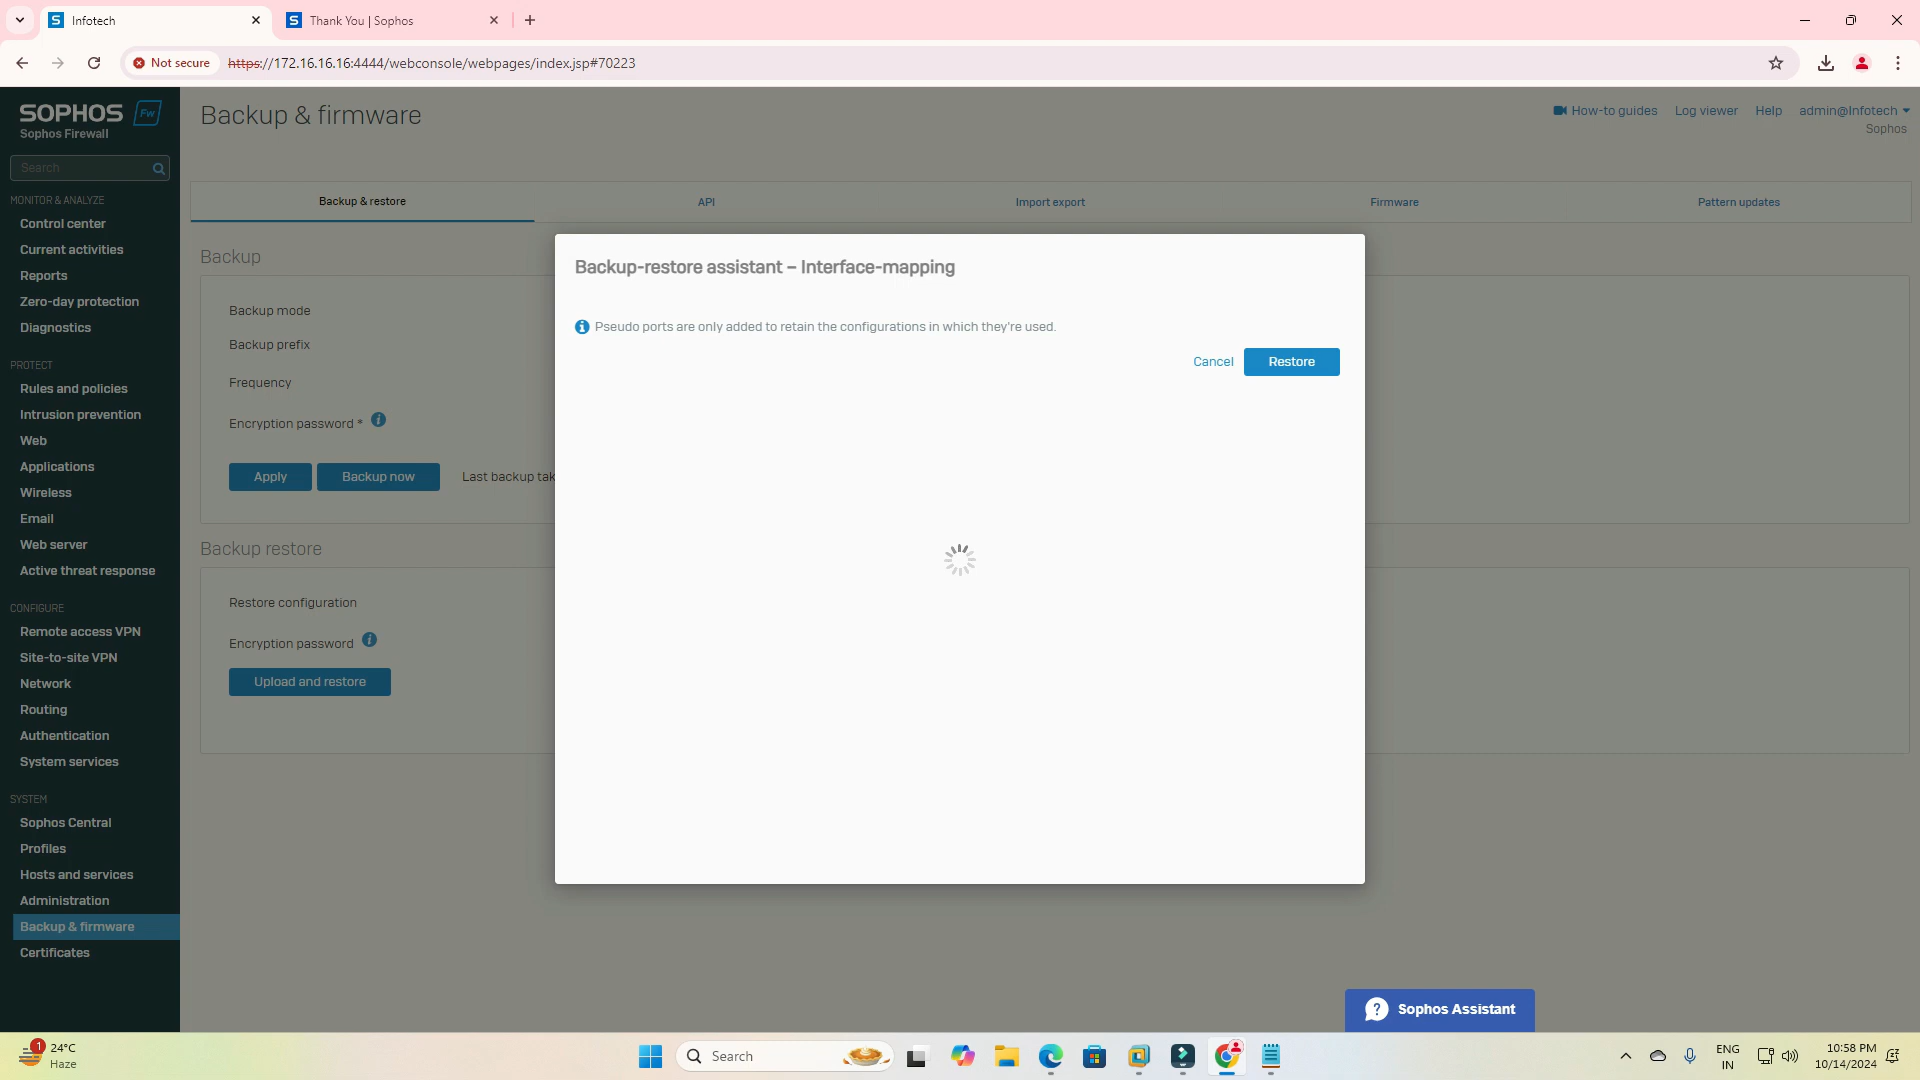 Infotech
Thank You | Sophos
Not secure
https://172.16.16.16:4444/webconsole/webpages/index.jsp#70223
SOPHOS Fw
Sophos Firewall
Search
MONITOR & ANALYZE
Control center
Current activities
Reports
Zero-day protection
Diagnostics
PROTECT
Rules and policies
Intrusion prevention
Web
Applications
Wireless
Email
Web server
Active threat response
CONFIGURE
Remote access VPN
Site-to-site VPN
Network
Routing
Authentication
System services
SYSTEM
Sophos Central
Profiles
Hosts and services
Administration
Backup & firmware
Certificates
Backup & firmware
How-to guides Log viewer Help admin@Infotech
Sophos
Backup & restore API Import export Firmware Pattern updates
Backup
Backup mode
Backup prefix
Frequency
Encryption password *
Apply Backup now Last backup tak
Backup restore
Restore configuration
Encryption password
Upload and restore
Backup-restore assistant – Interface-mapping
Pseudo ports are only added to retain the configurations in which they're used.
Cancel Restore
? Sophos Assistant
1
24°C
Haze
Search
ENG
IN
10:58 PM
10/14/2024